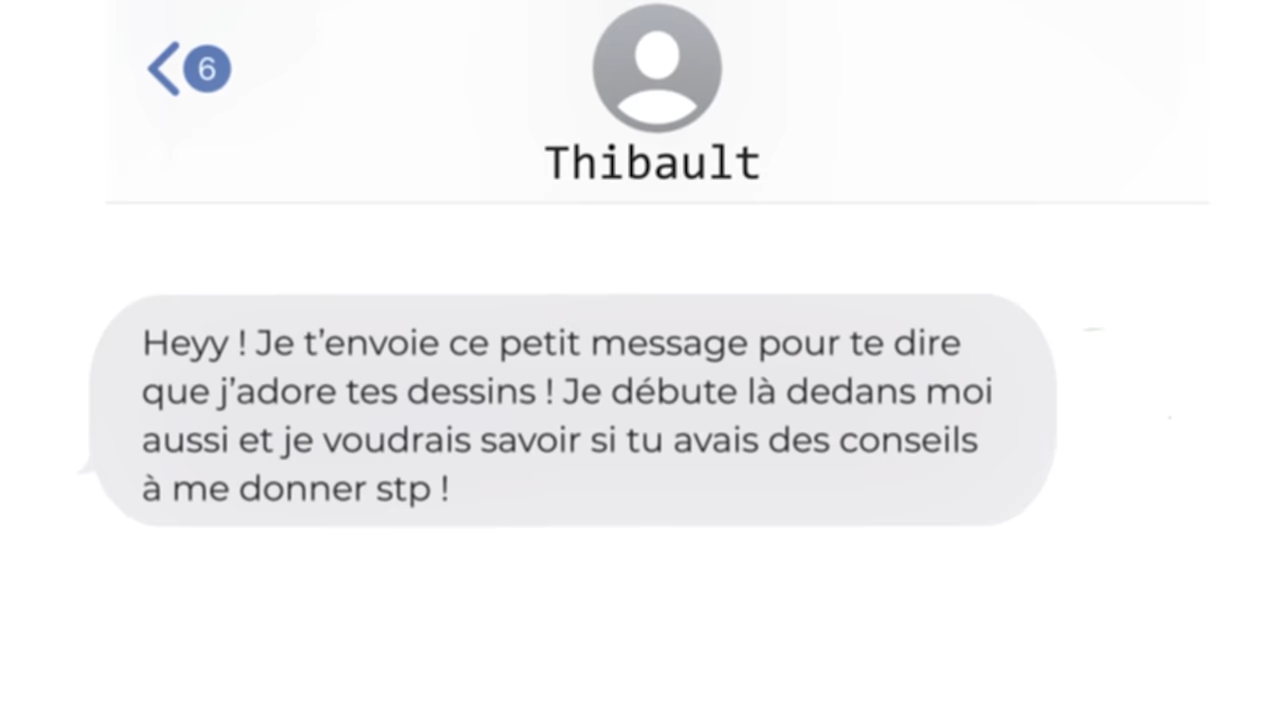 6
Thibault
Heyy ! Je t’envoie ce petit message pour te dire
que j’adore tes dessins ! Je débute là dedans moi
aussi et je voudrais savoir si tu avais des conseils
à me donner stp !